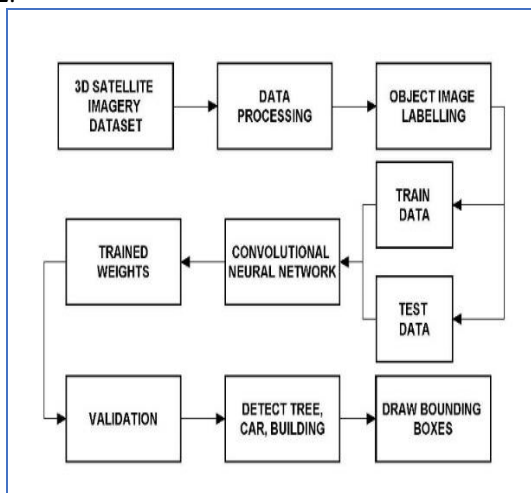 3D SATELLITE
IMAGERY
DATASET
DATA
PROCESSING
OBJECT IMAGE
LABELLING
TRAIN
DATA
TRAINED
WEIGHTS
CONVOLUTIONAL
NEURAL NETWORK
TEST
DATA
VALIDATION
DETECT TREE,
CAR, BUILDING
DRAW BOUNDING
BOXES